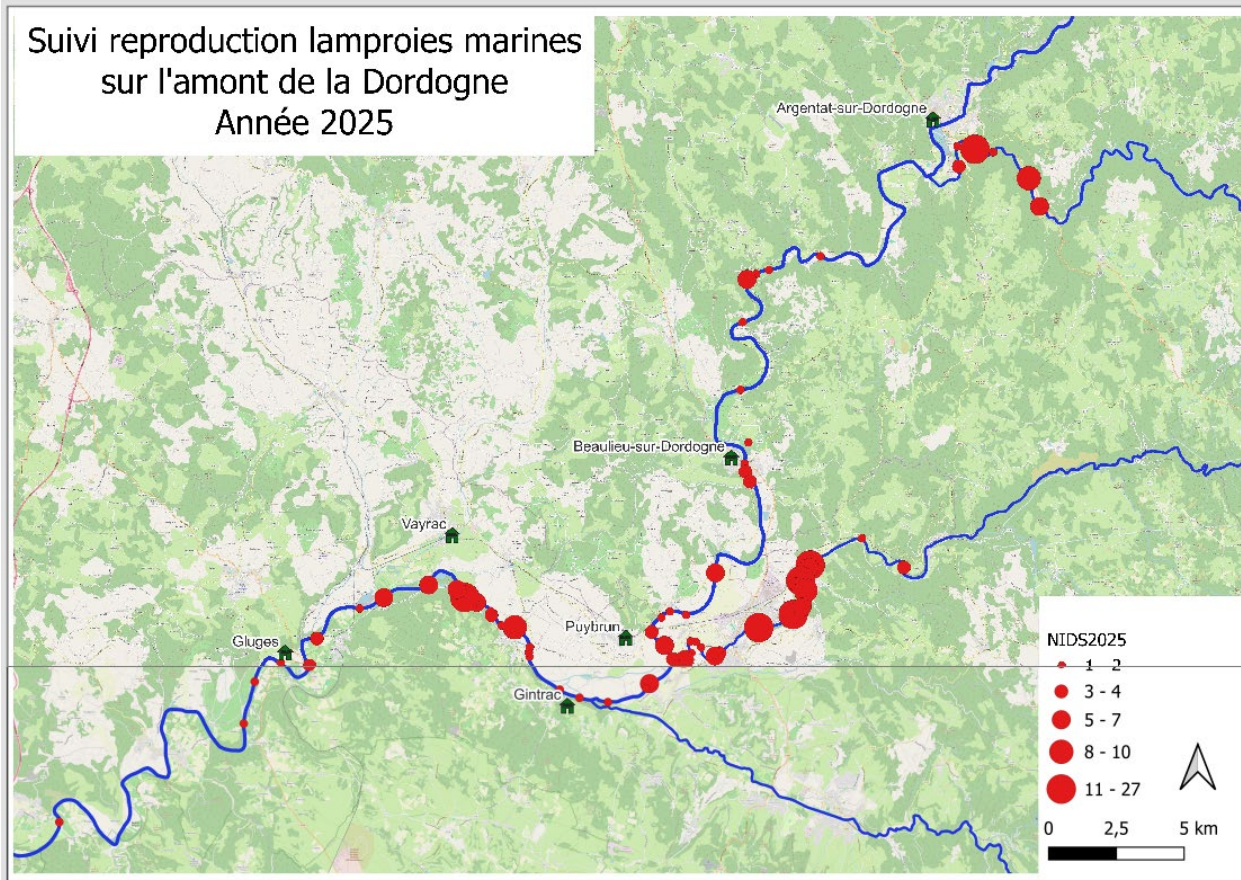 Suivi reproduction lamproies marines
sur l'amont de la Dordogne
Année 2025
Argentat-sur-Dordogne
Beaulieu-sur-Dordogne
Vayrac
Puybrun
Gluges
Gintrac
NIDS2025
1 - 2
3 - 4
5 - 7
8 - 10
11 - 27
0 2,5 5 km